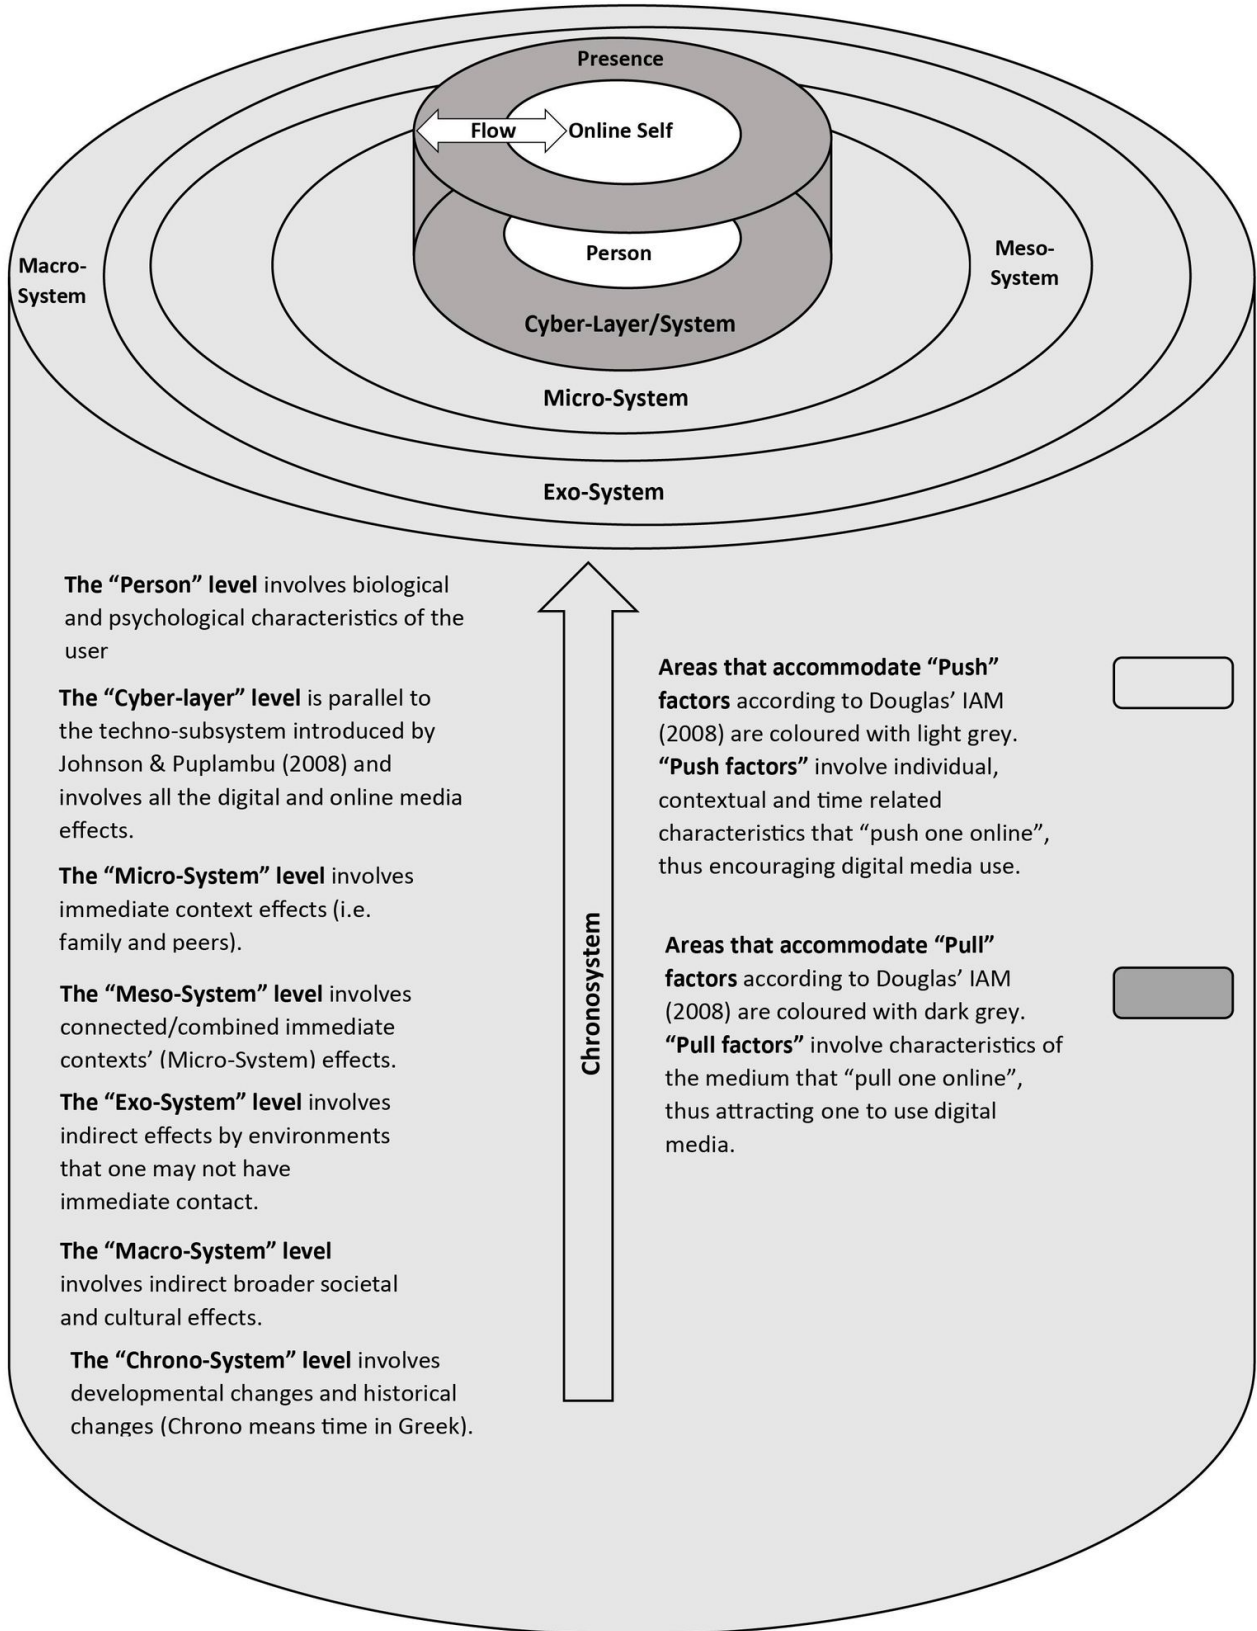 Presence
Flow
Online Self
Person
Cyber-Layer/System
Macro-
System
Meso-
System
Micro-System
Exo-System
The “Person” level involves biological
and psychological characteristics of the
user
The “Cyber-layer” level is parallel to
the techno-subsystem introduced by
Johnson & Puplambu (2008) and
involves all the digital and online media
effects.
The “Micro-System” level involves
immediate context effects (i.e.
family and peers).
The “Meso-System” level involves
connected/combined immediate
contexts’ (Micro-System) effects.
The “Exo-System” level involves
indirect effects by environments
that one may not have
immediate contact.
The “Macro-System” level
involves indirect broader societal
and cultural effects.
The “Chrono-System” level involves
developmental changes and historical
changes (Chrono means time in Greek).
Chronosystem
Areas that accommodate “Push”
factors according to Douglas’ IAM
(2008) are coloured with light grey.
“Push factors” involve individual,
contextual and time related
characteristics that “push one online”,
thus encouraging digital media use.
Areas that accommodate “Pull”
factors according to Douglas’ IAM
(2008) are coloured with dark grey.
“Pull factors” involve characteristics of
the medium that “pull one online”,
thus attracting one to use digital
media.